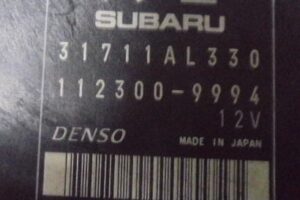 SUBARU
31711AL330
112300-9994
12V
DENSO MADE IN JAPAN